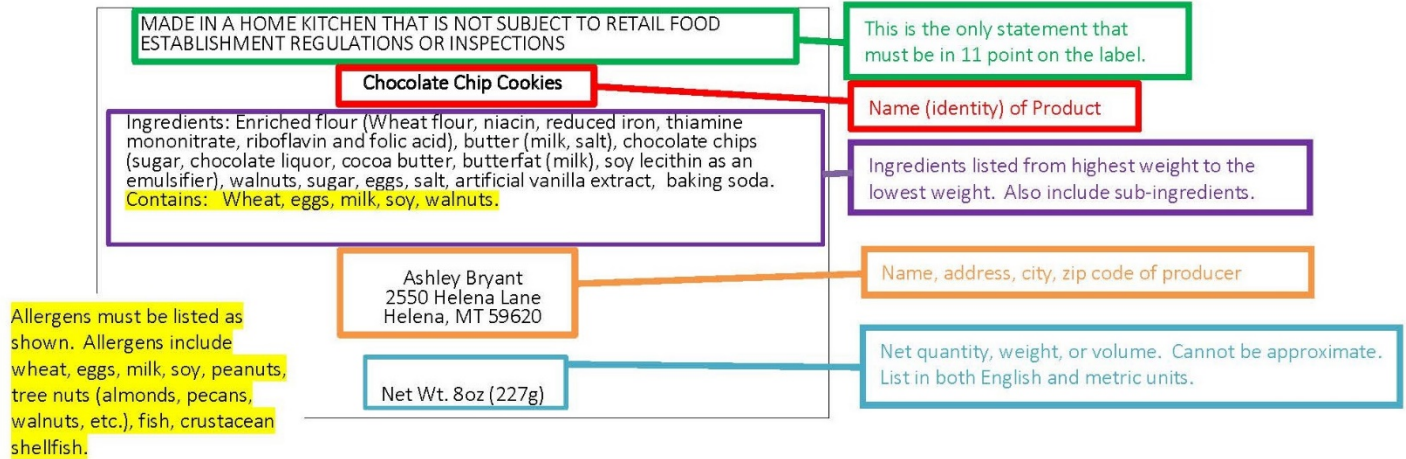 MADE IN A HOME KITCHEN THAT IS NOT SUBJECT TO RETAIL FOOD
ESTABLISHMENT REGULATIONS OR INSPECTIONS
This is the only statement that
must be in 11 point on the label.
Chocolate Chip Cookies
Name (identity) of Product
Ingredients: Enriched flour (Wheat flour, niacin, reduced iron, thiamine
mononitrate, riboflavin and folic acid), butter (milk, salt), chocolate chips
(sugar, chocolate liquor, cocoa butter, butterfat (milk), soy lecithin as an
emulsifier), walnuts, sugar, eggs, salt, artificial vanilla extract, baking soda.
Contains: Wheat, eggs, milk, soy, walnuts.
Ingredients listed from highest weight to the
lowest weight. Also include sub-ingredients.
Ashley Bryant
2550 Helena Lane
Helena, MT 59620
Name, address, city, zip code of producer
Allergens must be listed as
shown. Allergens include
wheat, eggs, milk, soy, peanuts,
tree nuts (almonds, pecans,
walnuts, etc.), fish, crustacean
shellfish.
Net Wt. 8oz (227g)
Net quantity, weight, or volume. Cannot be approximate.
List in both English and metric units.